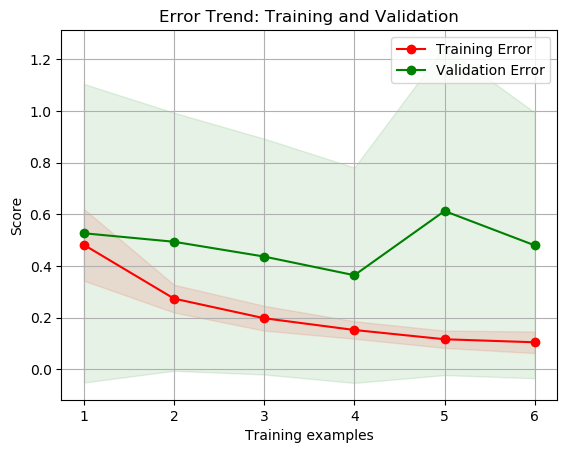 Error Trend: Training and Validation
Training Error
Validation Error
Score
1.2
1.0
0.8
0.6
0.4
0.2
0.0
1 2 3 4 5 6
Training examples